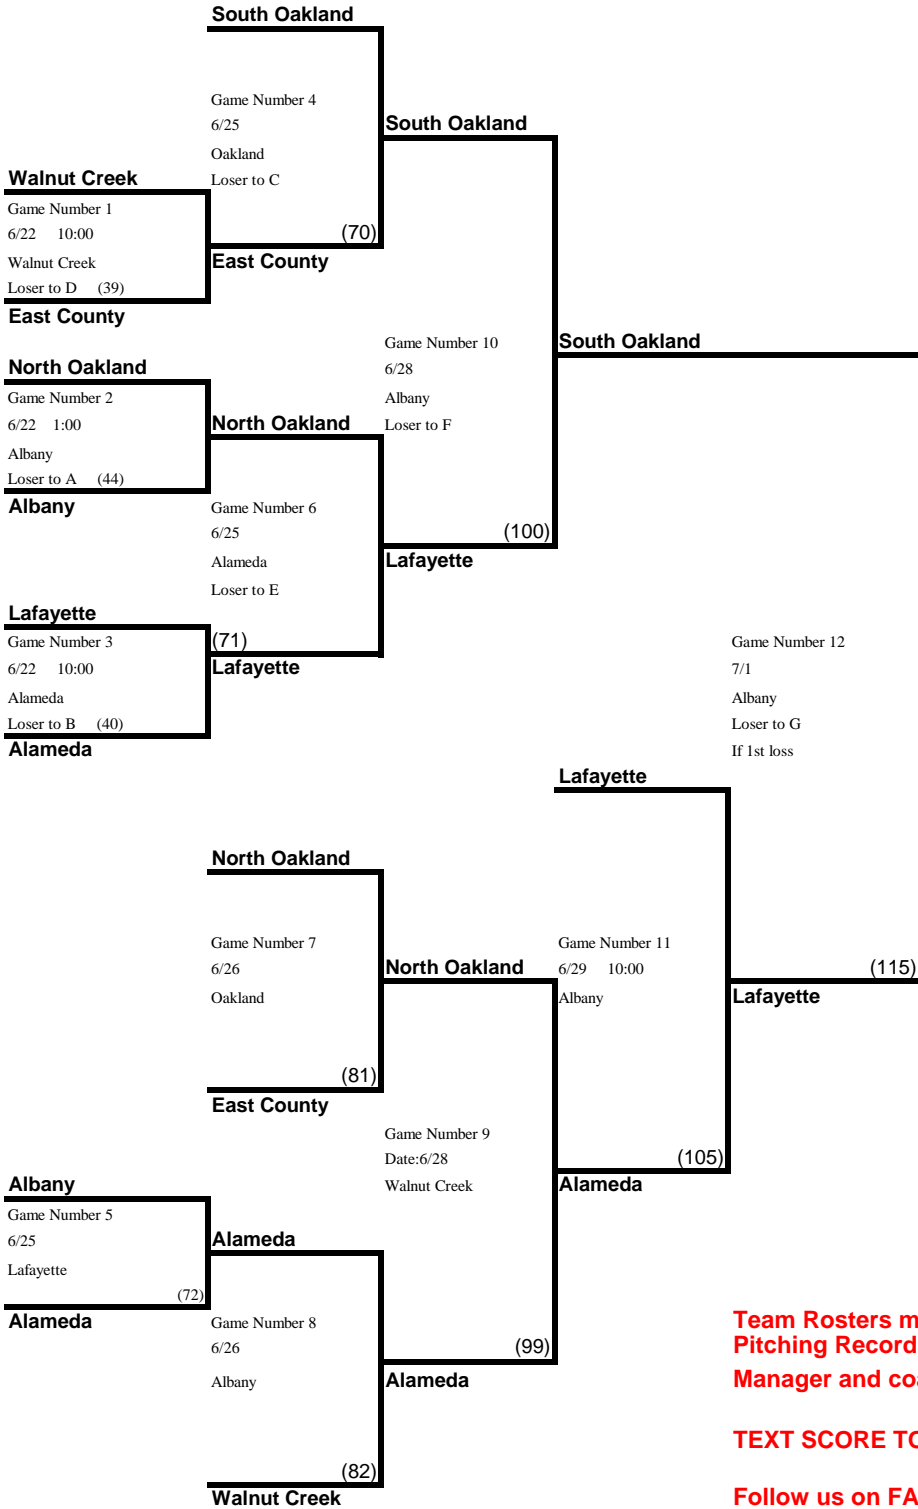 South Oakland
Game Number 4
6/25
Oakland
Loser to C
South Oakland
Walnut Creek
Game Number 1
6/22 10:00
Walnut Creek
Loser to D (39)
East County
(70)
East County
North Oakland
Game Number 2
6/22 1:00
Albany
Loser to A (44)
Albany
North Oakland
Game Number 10
6/28
Albany
Loser to F
South Oakland
Game Number 6
6/25
Alameda
Loser to E
(100)
Lafayette
Lafayette
Game Number 3
6/22 10:00
Alameda
Loser to B (40)
Alameda
(71)
Lafayette
Game Number 12
7/1
Albany
Loser to G
If 1st loss
Lafayette
North Oakland
Game Number 7
6/26
Oakland
North Oakland
Game Number 11
6/29 10:00
Albany
(115)
Lafayette
(81)
East County
Game Number 9
Date:6/28
Walnut Creek
(105)
Alameda
Albany
Game Number 5
6/25
Lafayette
(72)
Alameda
Alameda
Game Number 8
6/26
Albany
(99)
Alameda
(82)
Walnut Creek
Team Rosters m
Pitching Record
Manager and coa
TEXT SCORE TO
Follow us on FA